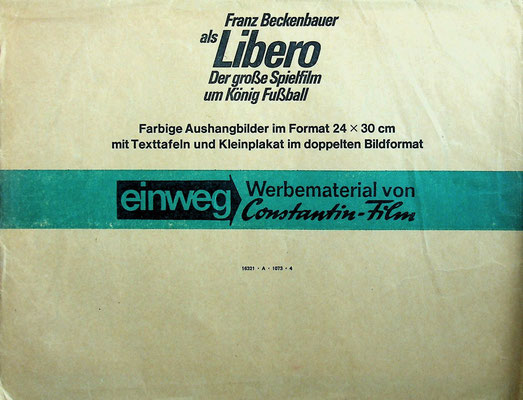 Franz Beckenbauer
als Libero
Der große Spielfilm
um König Fußball
Farbige Aushangbilder im Format 24 × 30 cm
mit Texttafeln und Kleinplakat im doppelten Bildformat
einweg Werbematerial von
Constantin-Film
16331 · A · 1073 · 4